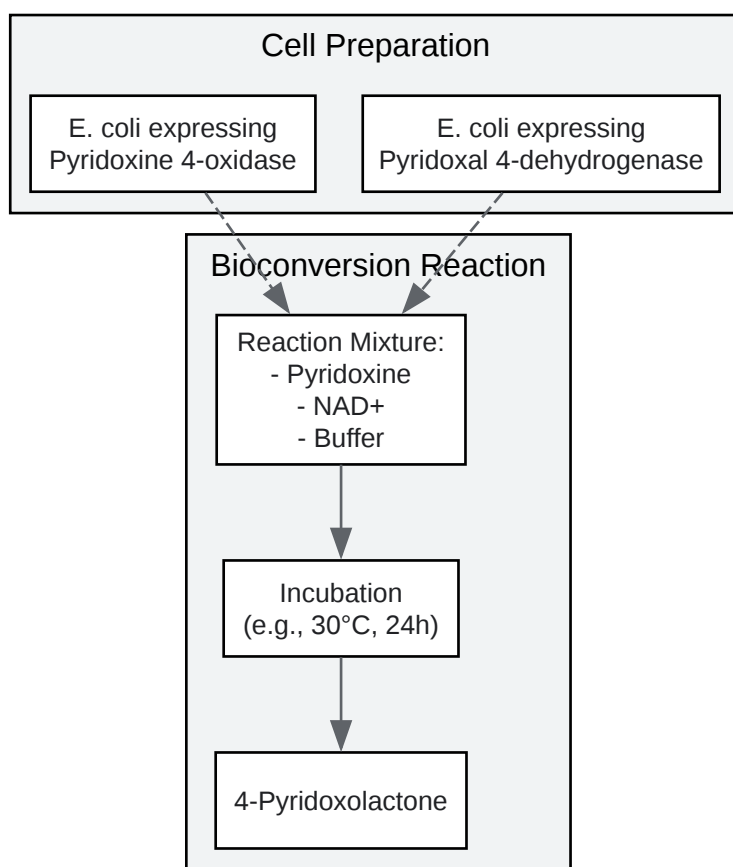 Cell Preparation
E. coli expressing
Pyridoxine 4-oxidase
E. coli expressing
Pyridoxal 4-dehydrogenase
Bioconversion Reaction
Reaction Mixture:
- Pyridoxine
- NAD+
- Buffer
Incubation
(e.g., 30°C, 24h)
4-Pyridoxolactone